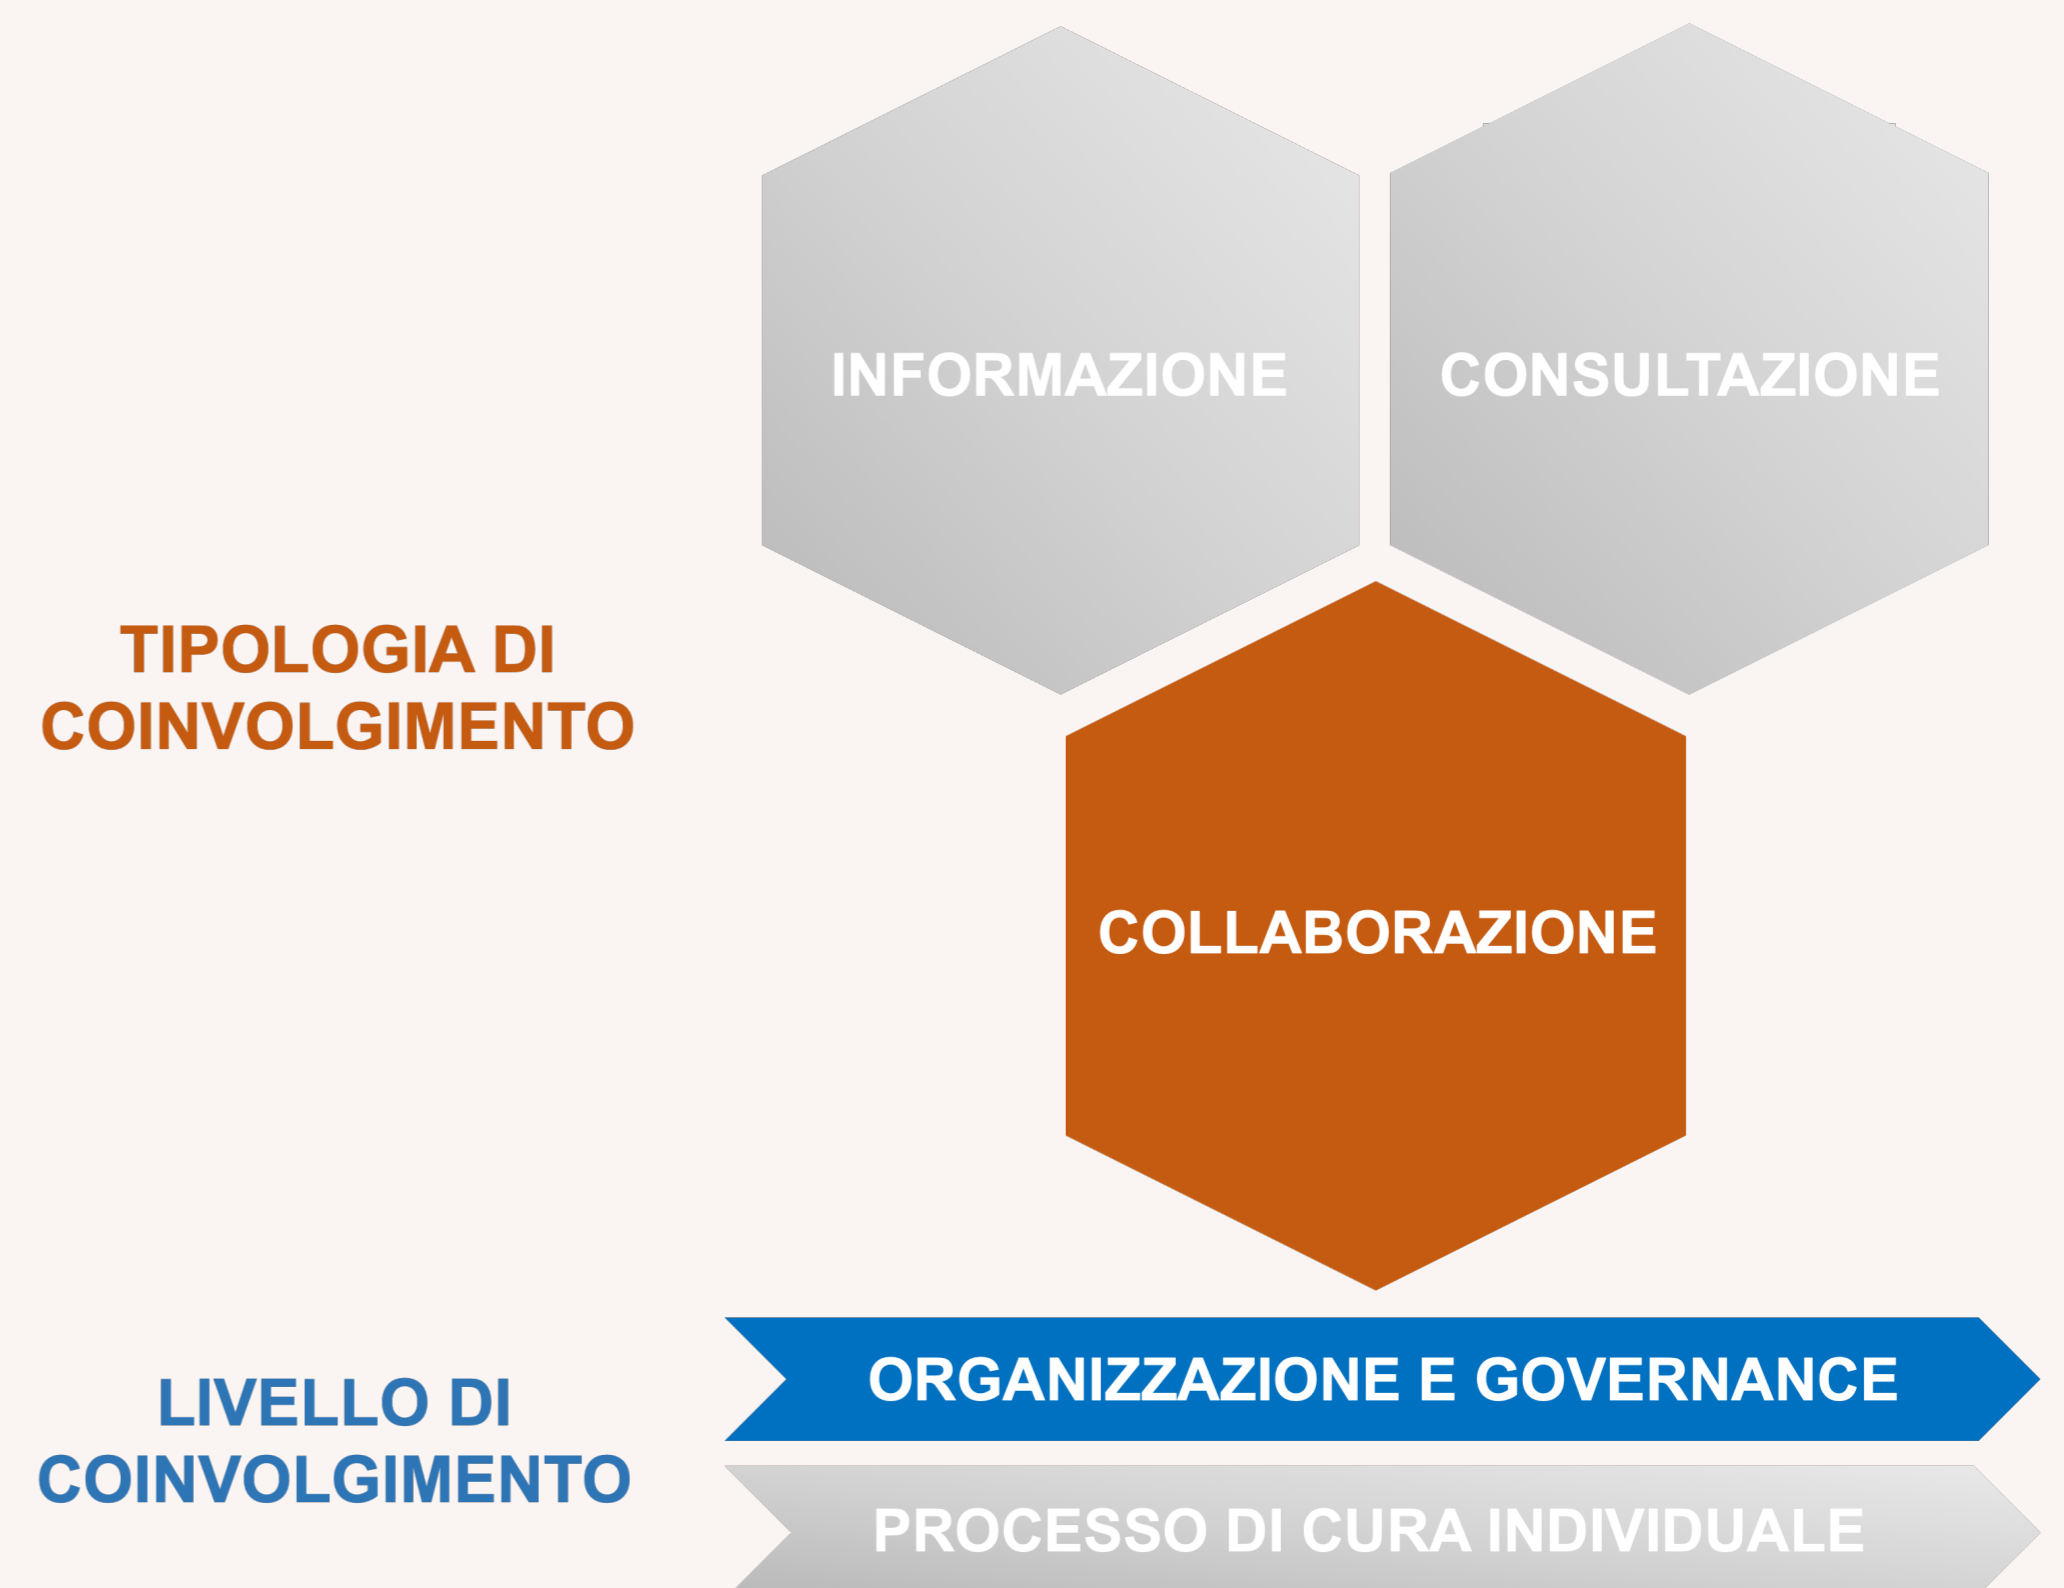 INFORMAZIONE
CONSULTAZIONE
TIPOLOGIA DI
COINVOLGIMENTO
COLLABORAZIONE
ORGANIZZAZIONE E GOVERNANCE
LIVELLO DI
COINVOLGIMENTO
PROCESSO DI CURA INDIVIDUALE